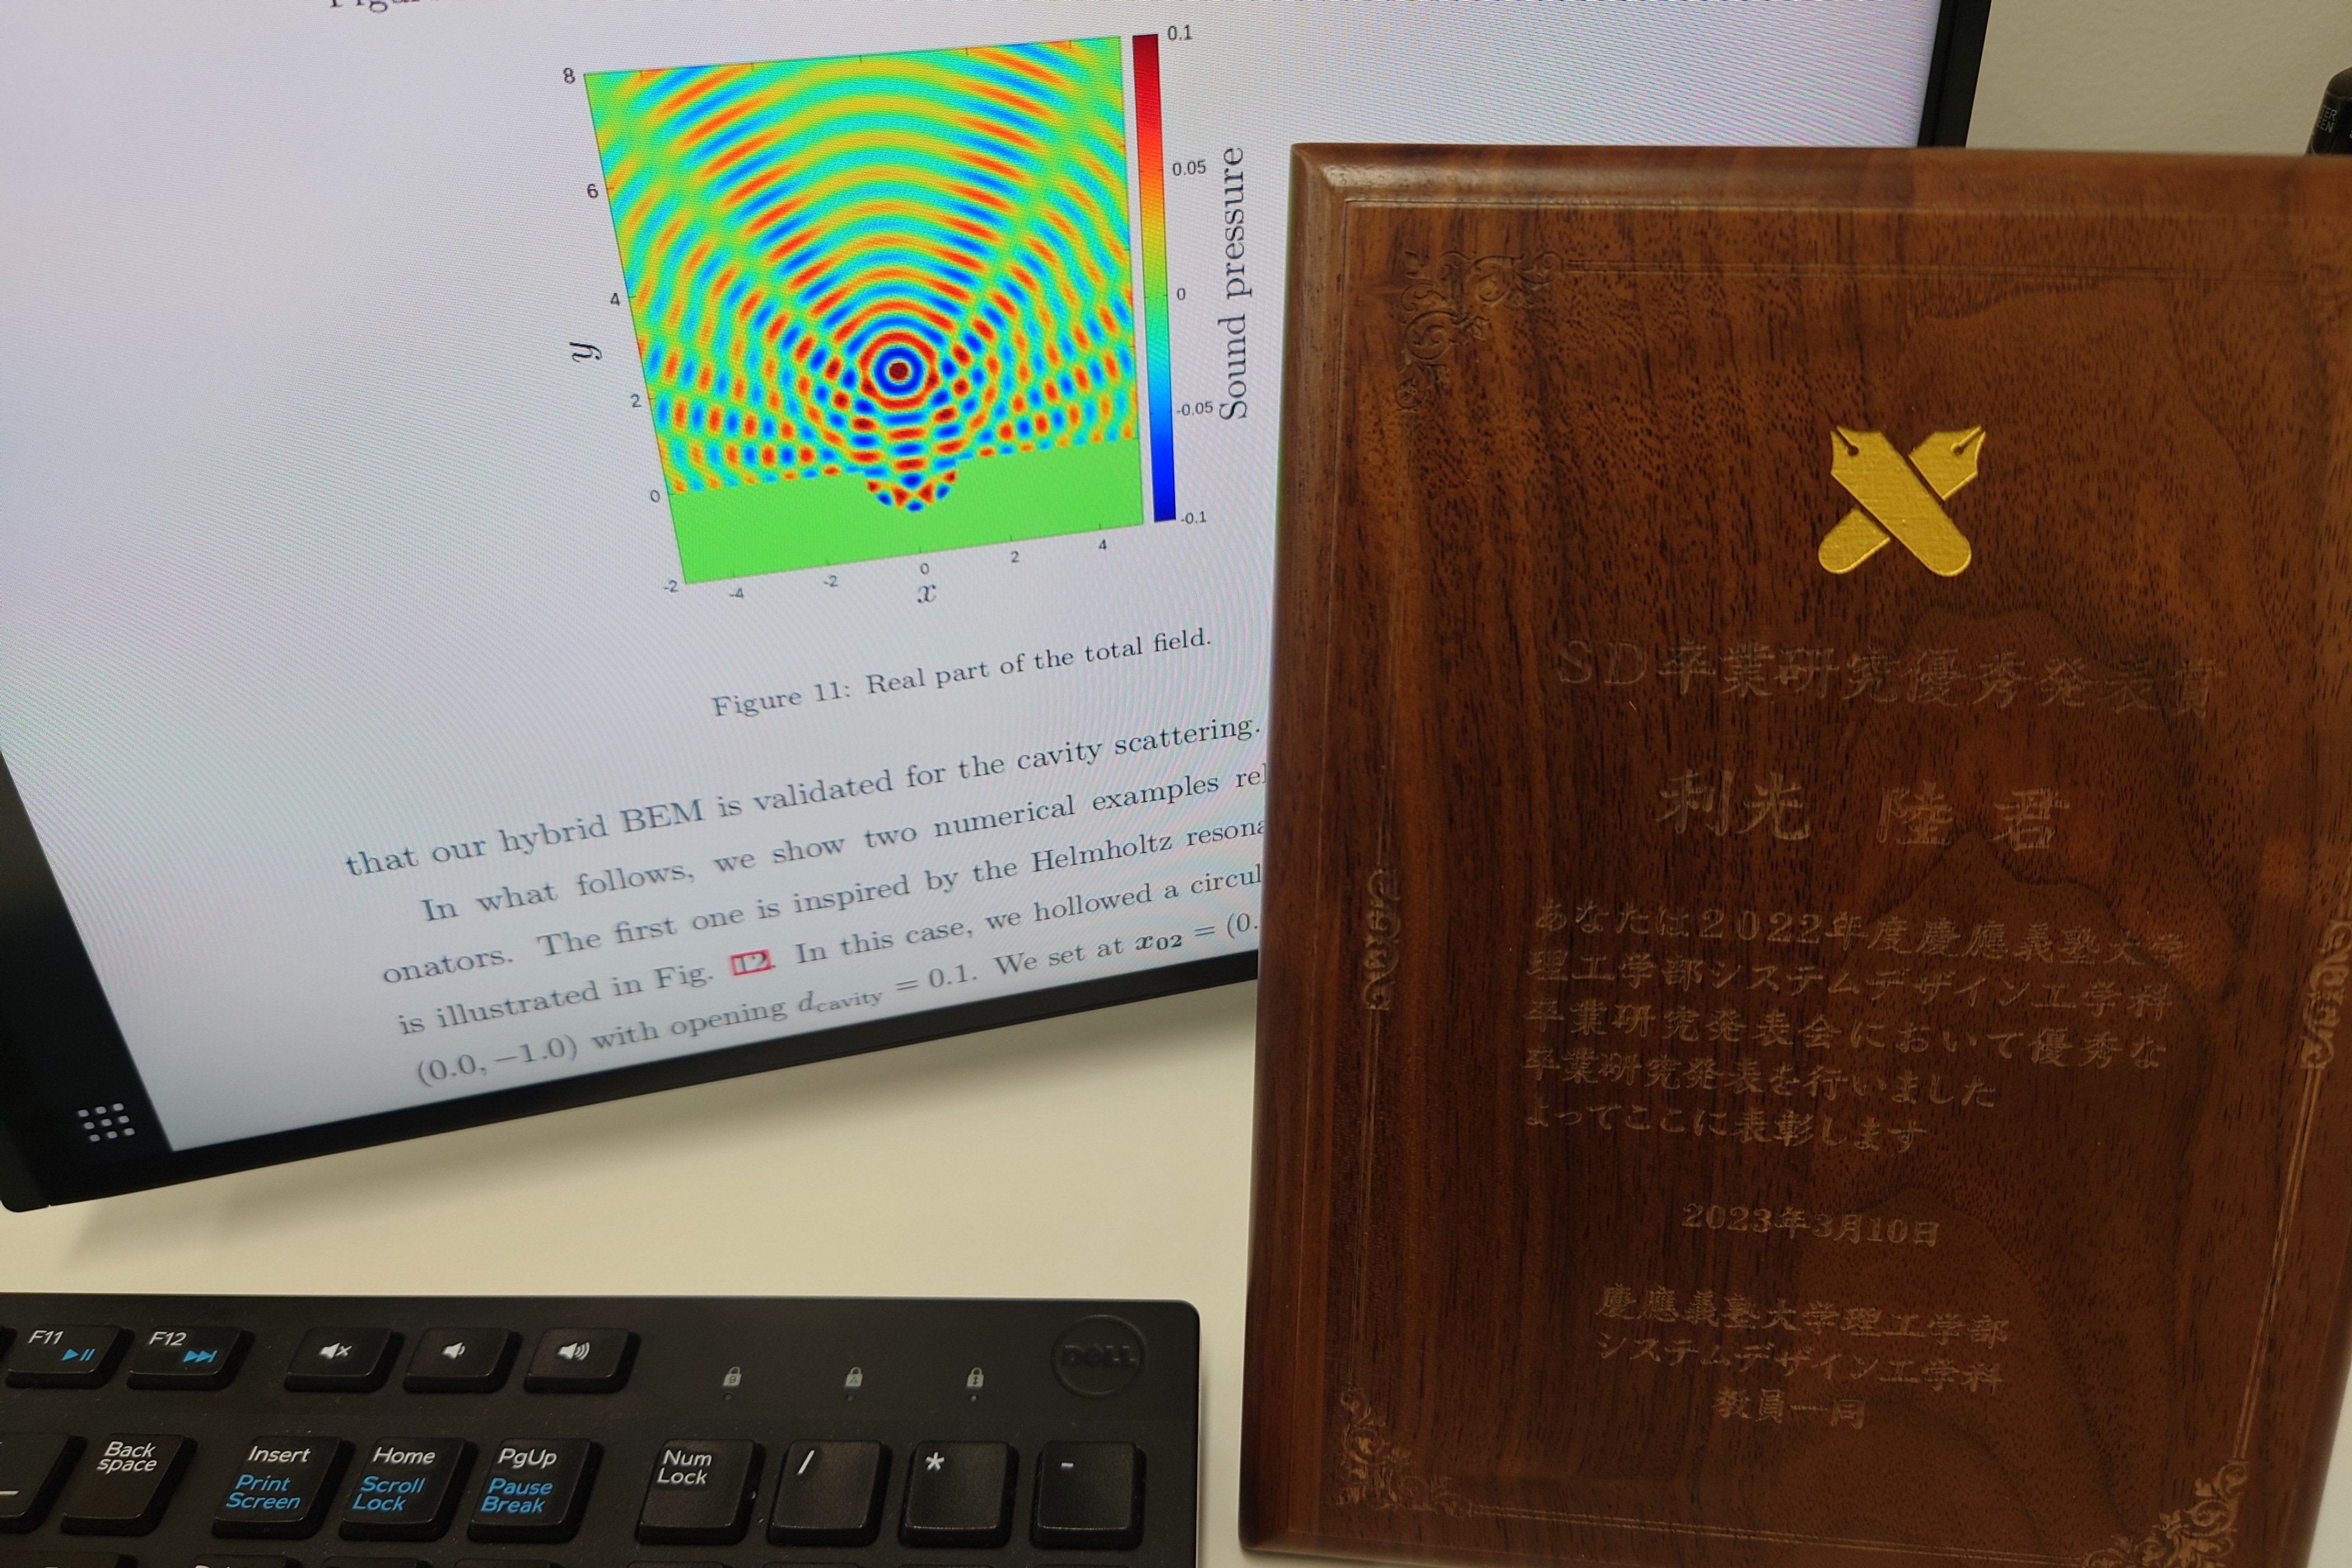 8
6
4
2
0
-2
y
-4
-2
0
2
4
x
0.1
0.05
0
-0.05
-0.1
Sound pressure
Figure 11: Real part of the total field.
that our hybrid BEM is validated for the cavity scattering.
In what follows, we show two numerical examples rel
onators. The first one is inspired by the Helmholtz resona
is illustrated in Fig. 12. In this case, we hollowed a circul
(0.0, −1.0) with opening dcavity = 0.1. We set at x02 = (0.
SD卒業研究優秀発表賞
利光 陸 君
あなたは2022年度慶應義塾大学
理工学部システムデザイン工学科
卒業研究発表会において優秀な
卒業研究発表を行いました
よってここに表彰します
2023年3月10日
慶應義塾大学理工学部
システムデザイン工学科
教員一同
F11
F12
DELL
Back space
Insert
Print Screen
Home
Scroll Lock
PgUp
Pause Break
Num Lock
/
*
-